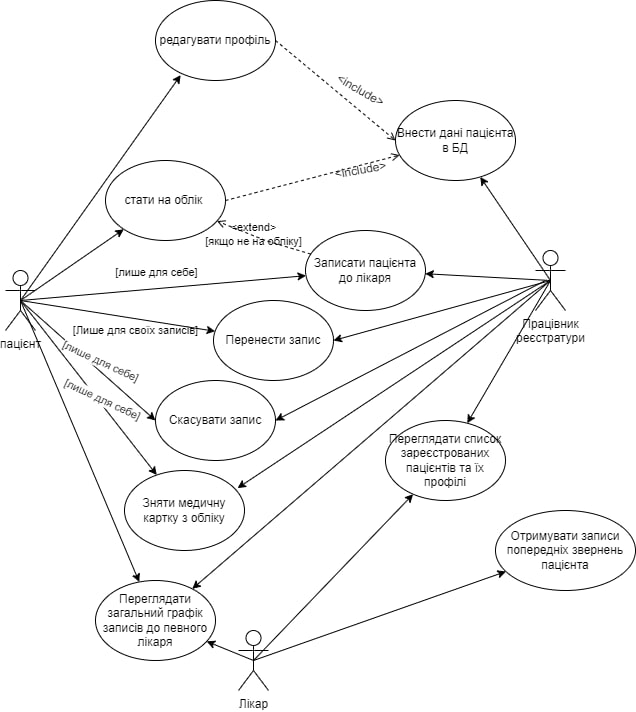 редагувати профіль
<include>
Внести дані пацієнта
в БД
<include>
стати на облік
<extend>
[якщо не на обліку]
Записати пацієнта
до лікаря
[лише для себе]
Працівник
реєстратури
[Лише для своїх записів]
Перенести запис
пацієнт
[лише для себе]
[лише для себе]
Скасувати запис
Переглядати список
зареєстрованих
пацієнтів та їх
профілі
Зняти медичну
картку з обліку
Отримувати записи
попередніх звернень
пацієнта
Переглядати
загальний графік
записів до певного
лікаря
Лікар